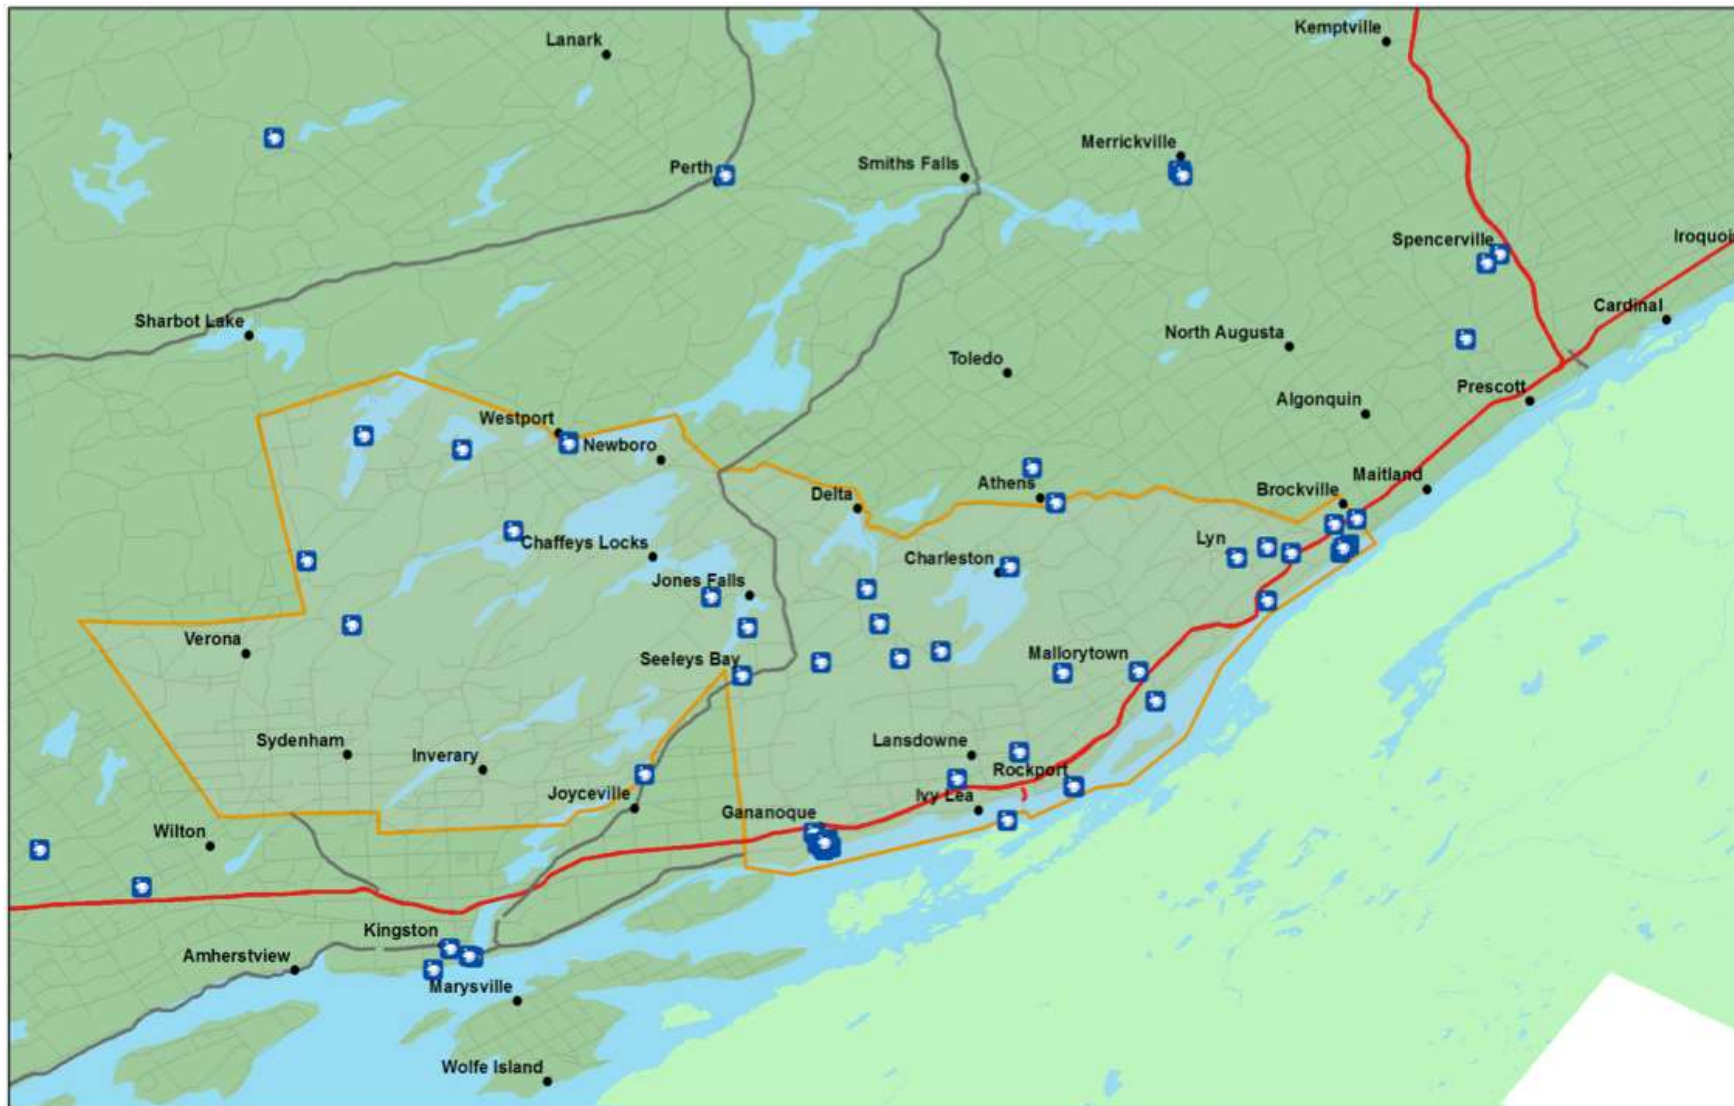 Kemptville
Lanark
Merrickville
Smiths Falls
Perth
Spencerville
Iroquoi
Cardinal
Sharbot Lake
North Augusta
Toledo
Prescott
Algonquin
Westport
Newboro
Maitland
Athens
Brockville
Delta
Lyn
Chaffeys Locks
Charleston
Jones Falls
Verona
Seeleys Bay
Mallorytown
Sydenham
Lansdowne
Inverary
Rockport
Joyceville
Ivy Lea
Gananoque
Wilton
Kingston
Amherstview
Marysville
Wolfe Island